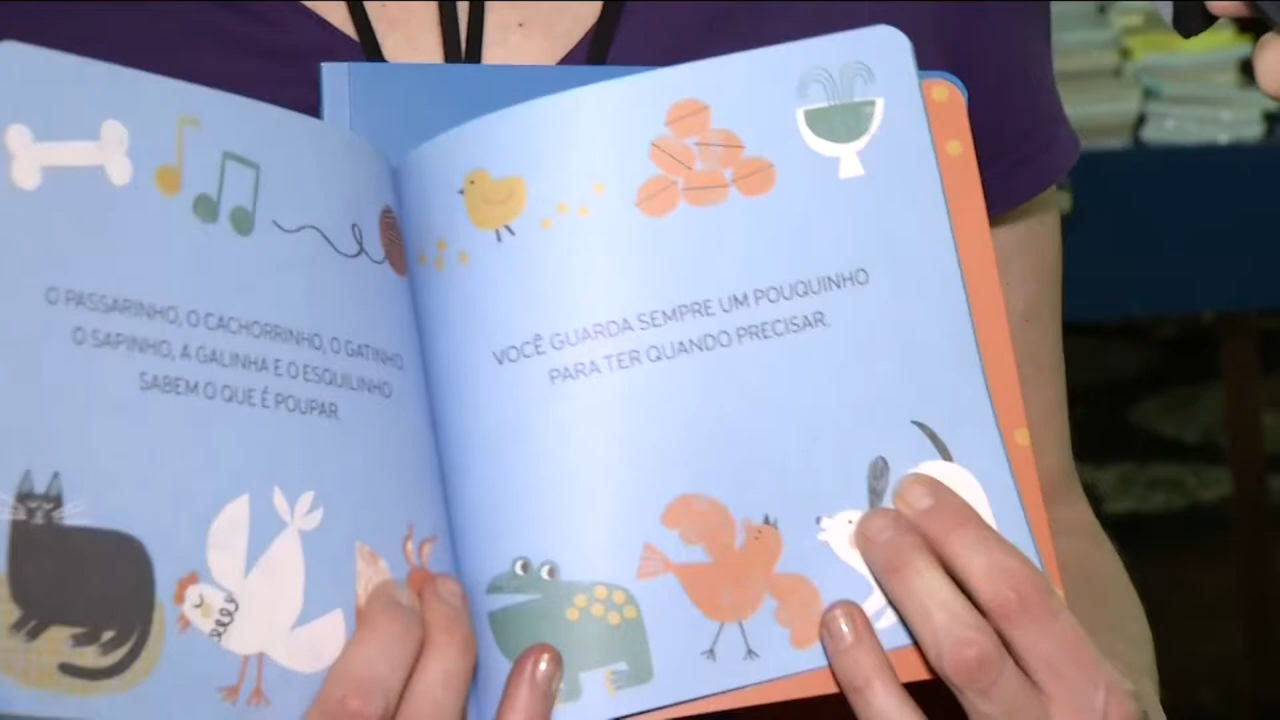 O PASSARINHO, O CACHORRINHO, O GATINHO,
O SAPINHO, A GALINHA E O ESQUILINHO
SABEM O QUE É POUPAR.
VOCÊ GUARDA SEMPRE UM POUQUINHO
PARA TER QUANDO PRECISAR.